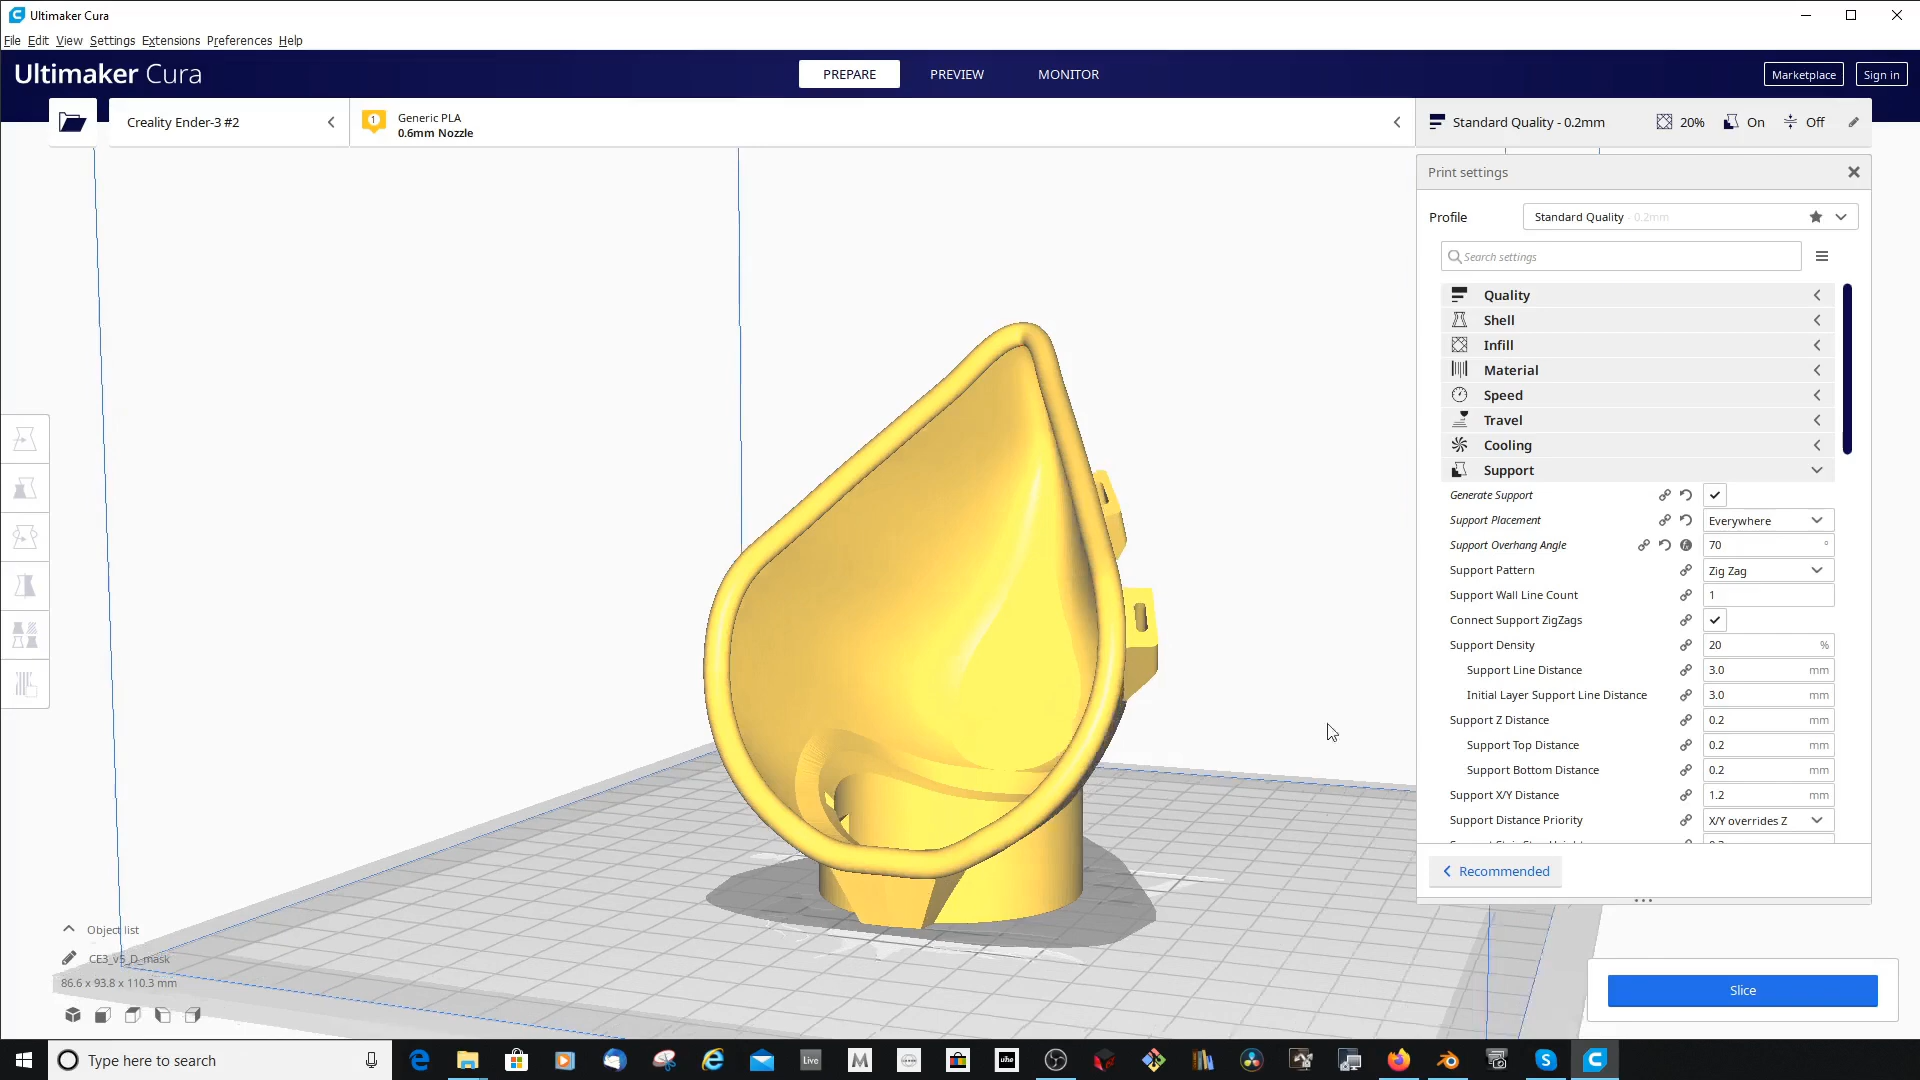 Ultimaker Cura
File Edit View Settings Extensions Preferences Help
Ultimaker Cura
PREPARE
PREVIEW
MONITOR
Marketplace
Sign in
Creality Ender-3 #2
1
Generic PLA
0.6mm Nozzle
Standard Quality - 0.2mm
20%
On
Off
Print settings
Profile
Standard Quality - 0.2mm
Search settings
Quality
Shell
Infill
Material
Speed
Travel
Cooling
Support
Generate Support
Support Placement Everywhere
Support Overhang Angle 70 °
Support Pattern Zig Zag
Support Wall Line Count 1
Connect Support ZigZags
Support Density 20 %
Support Line Distance 3.0 mm
Initial Layer Support Line Distance 3.0 mm
Support Z Distance 0.2 mm
Support Top Distance 0.2 mm
Support Bottom Distance 0.2 mm
Support X/Y Distance 1.2 mm
Support Distance Priority X/Y overrides Z
Recommended
Object list
CE3_v5_D_mask
86.6 x 93.8 x 110.3 mm
Slice
Type here to search
Live